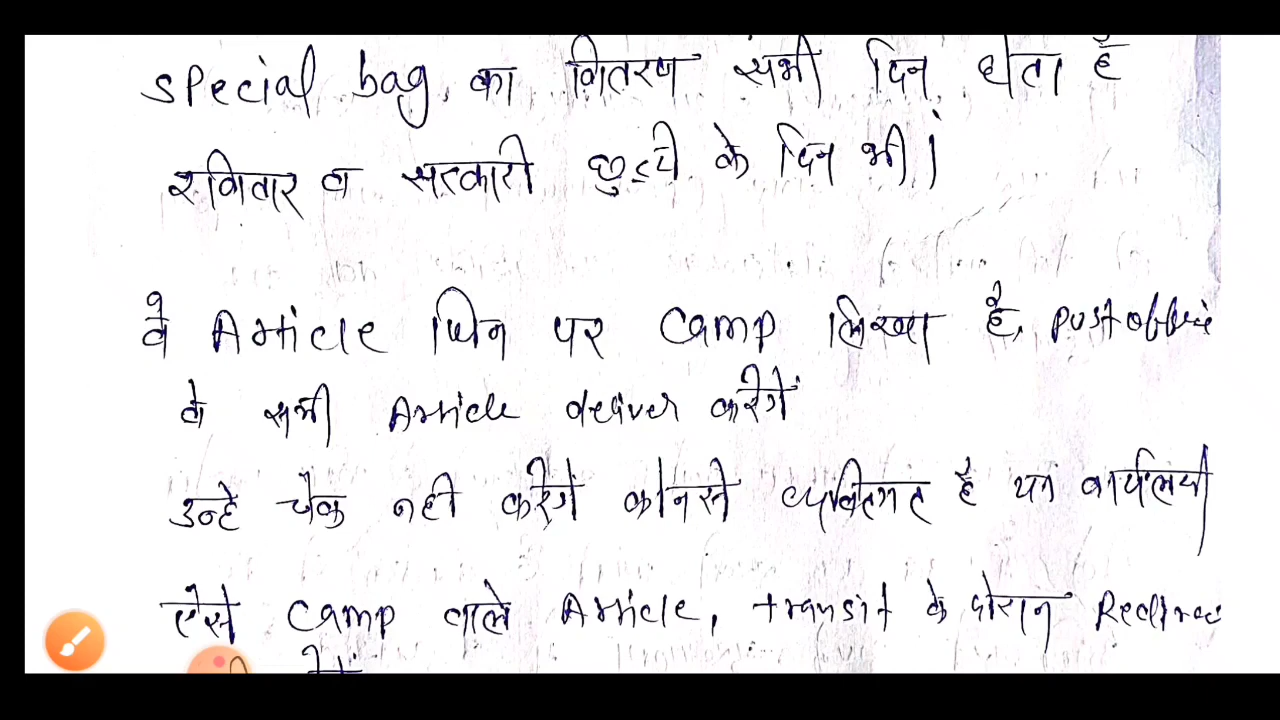 special bag का वितरण सभी दिन होता है
रविवार व सरकारी छुट्टी के दिन भी।
वे Article जिन पर camp लिखा है, post office
के सभी Article deliver करेंगे
उन्हे चेक नही करेंगे कोनसे व्यक्तिगत है या कार्यलयी
ऐसे camp वाले Article, transit के दोरान Redirec